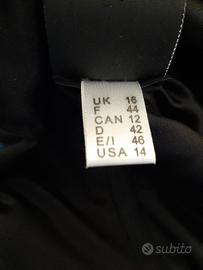 UK 16
F 44
CAN 12
D 42
E/I 46
USA 14
subito